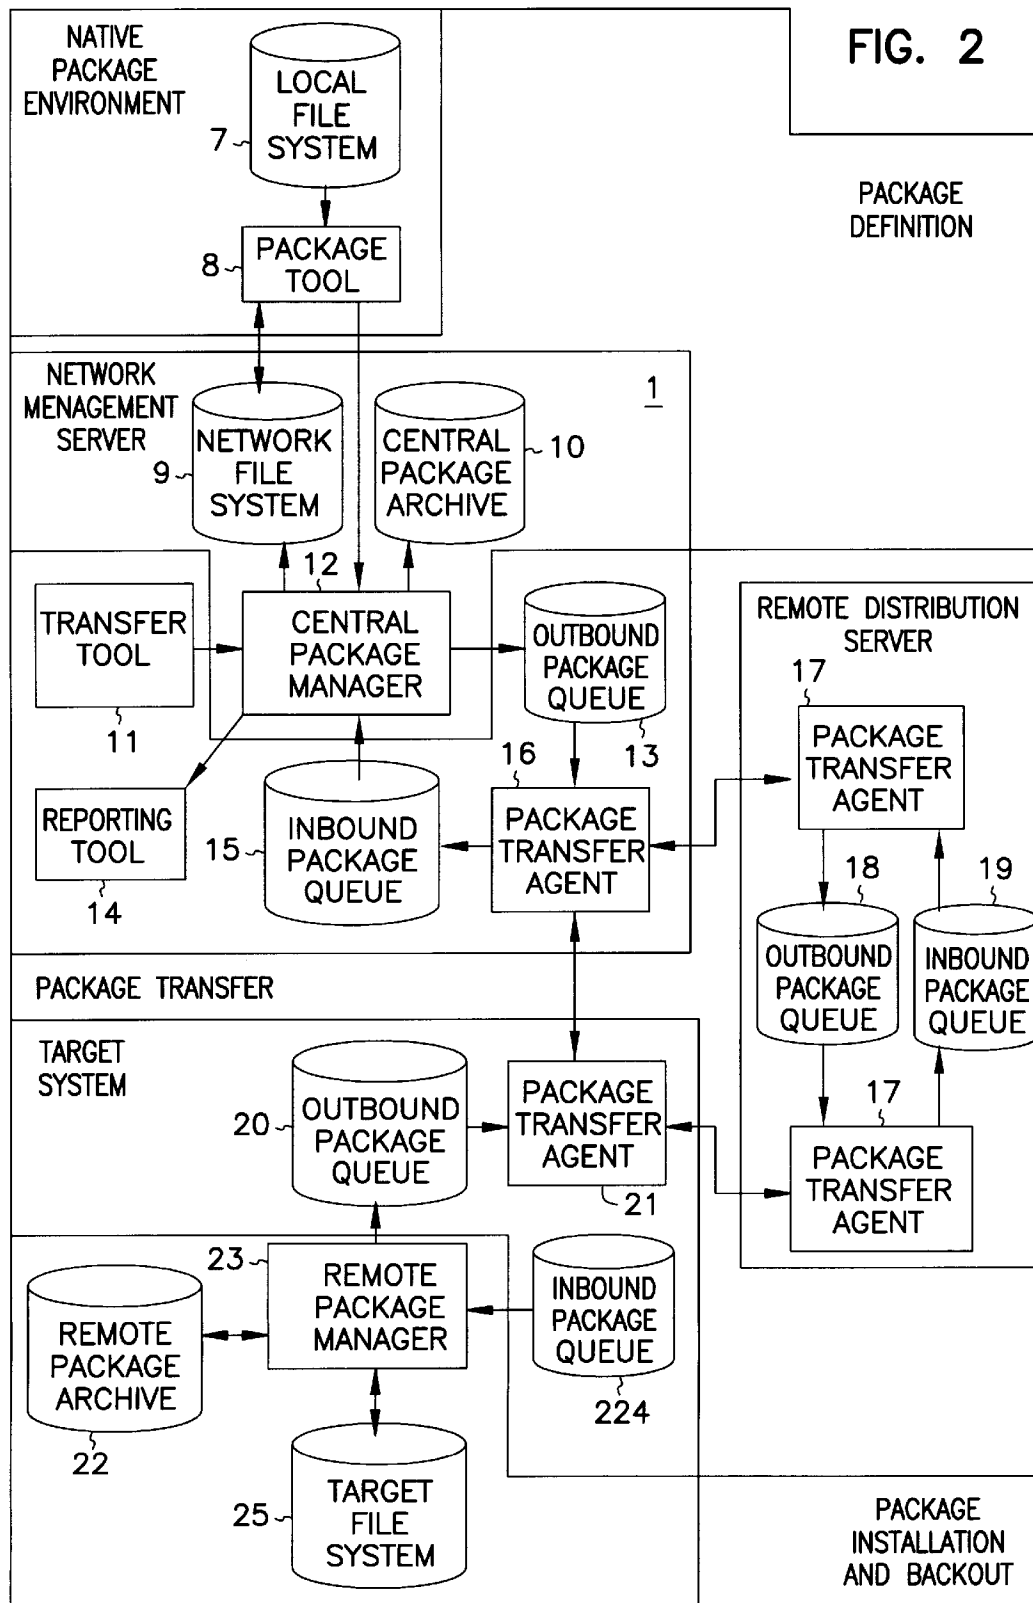 NATIVE
PACKAGE
ENVIRONMENT
LOCAL
FILE
SYSTEM
7
FIG. 2
PACKAGE
DEFINITION
8
PACKAGE
TOOL
NETWORK
MENAGEMENT
SERVER
1
NETWORK
FILE
SYSTEM
9
CENTRAL
PACKAGE
ARCHIVE
10
12
TRANSFER
TOOL
11
CENTRAL
PACKAGE
MANAGER
OUTBOUND
PACKAGE
QUEUE
13
REMOTE DISTRIBUTION
SERVER
17
PACKAGE
TRANSFER
AGENT
REPORTING
TOOL
14
15
INBOUND
PACKAGE
QUEUE
16
PACKAGE
TRANSFER
AGENT
18
OUTBOUND
PACKAGE
QUEUE
19
INBOUND
PACKAGE
QUEUE
PACKAGE TRANSFER
TARGET
SYSTEM
20
OUTBOUND
PACKAGE
QUEUE
PACKAGE
TRANSFER
AGENT
21
17
PACKAGE
TRANSFER
AGENT
23
REMOTE
PACKAGE
MANAGER
INBOUND
PACKAGE
QUEUE
224
REMOTE
PACKAGE
ARCHIVE
22
25
TARGET
FILE
SYSTEM
PACKAGE
INSTALLATION
AND BACKOUT